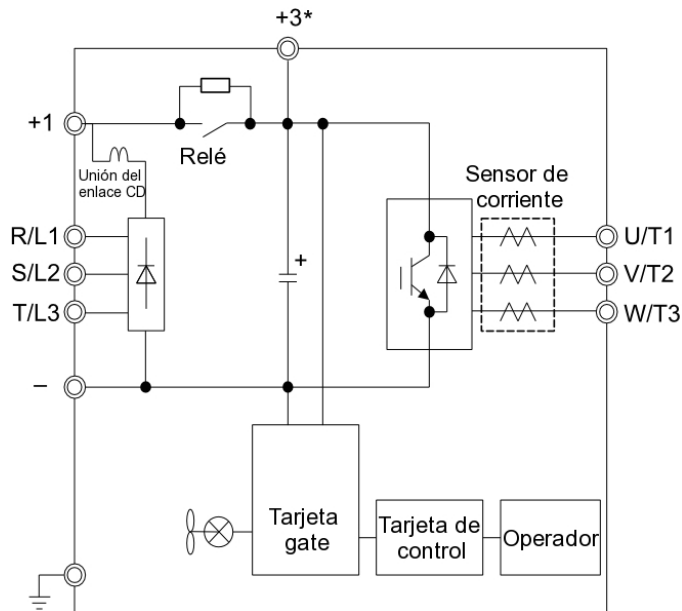 +3*
+1
Relé
Unión del
enlace CD
Sensor de
corriente
R/L1
S/L2
T/L3
+
U/T1
V/T2
W/T3
–
Tarjeta
gate
Tarjeta de
control
Operador